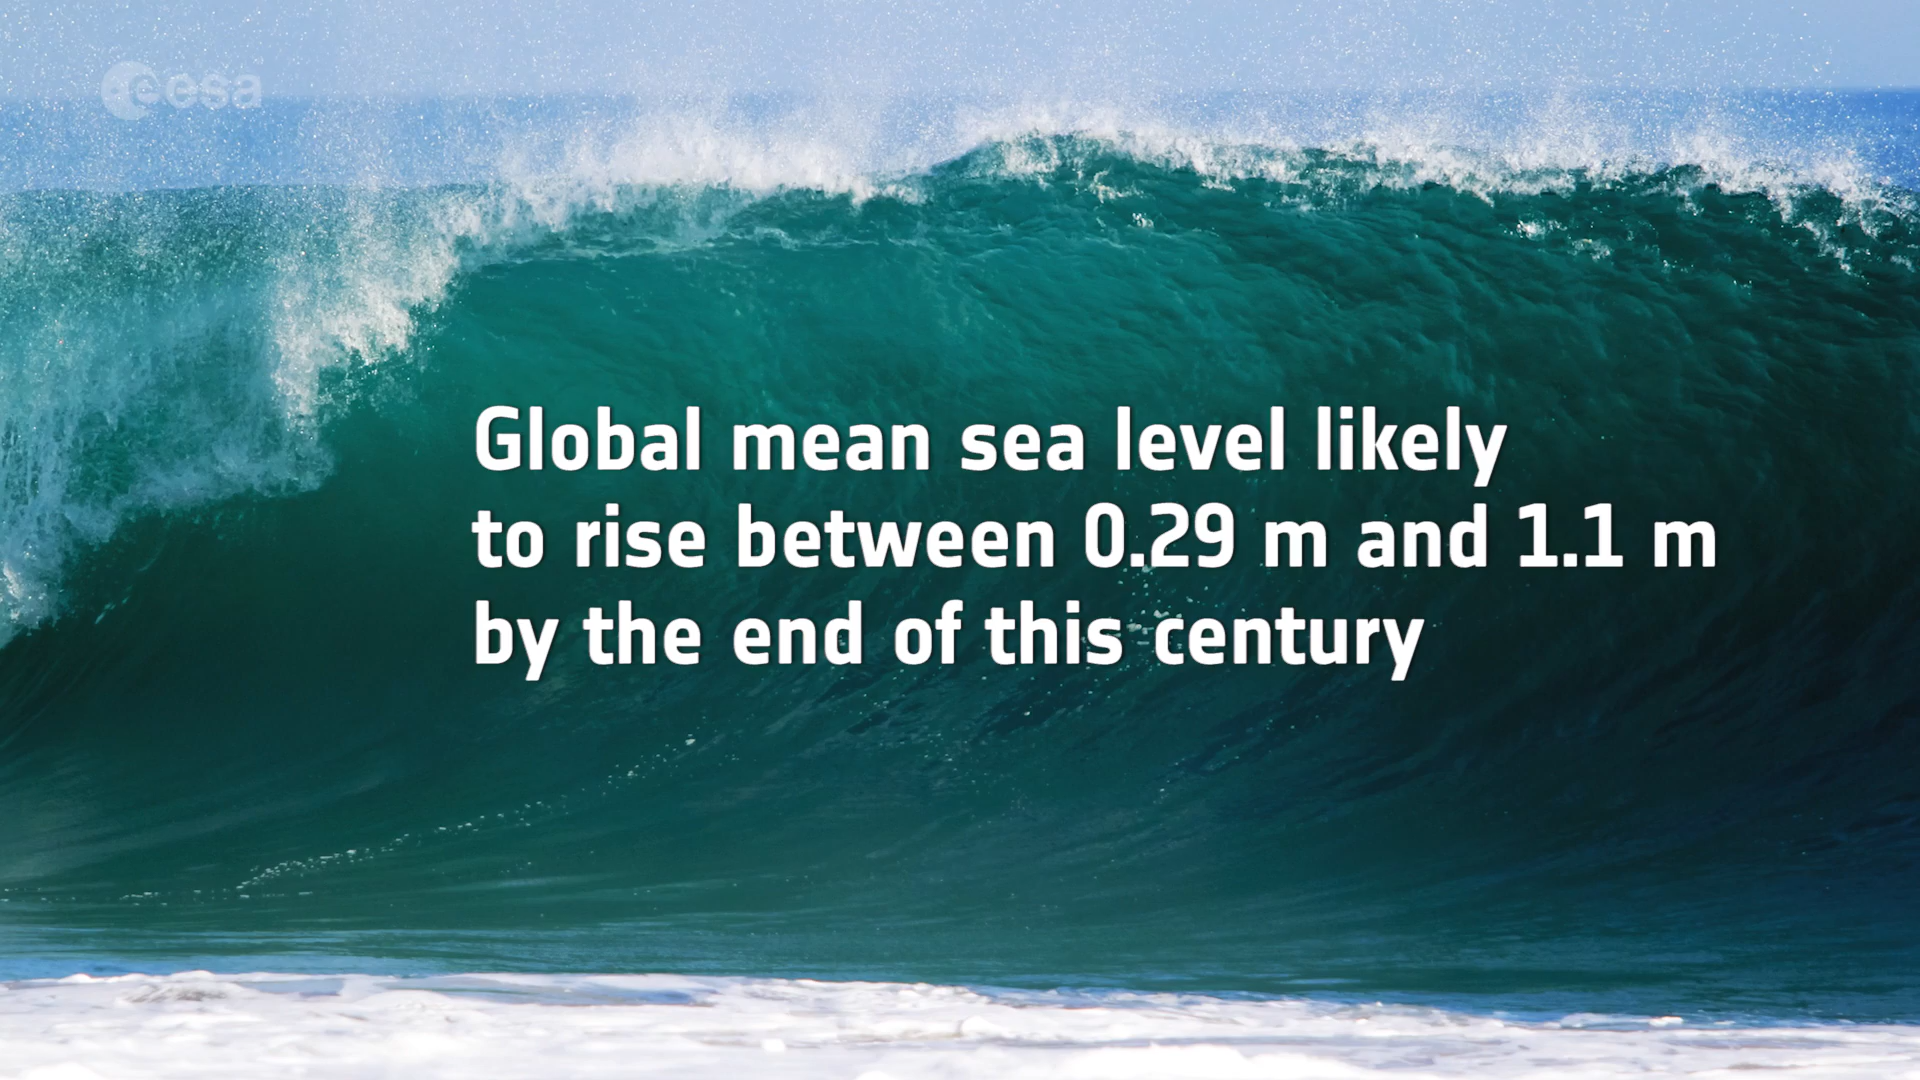 esa
Global mean sea level likely
to rise between 0.29 m and 1.1 m
by the end of this century